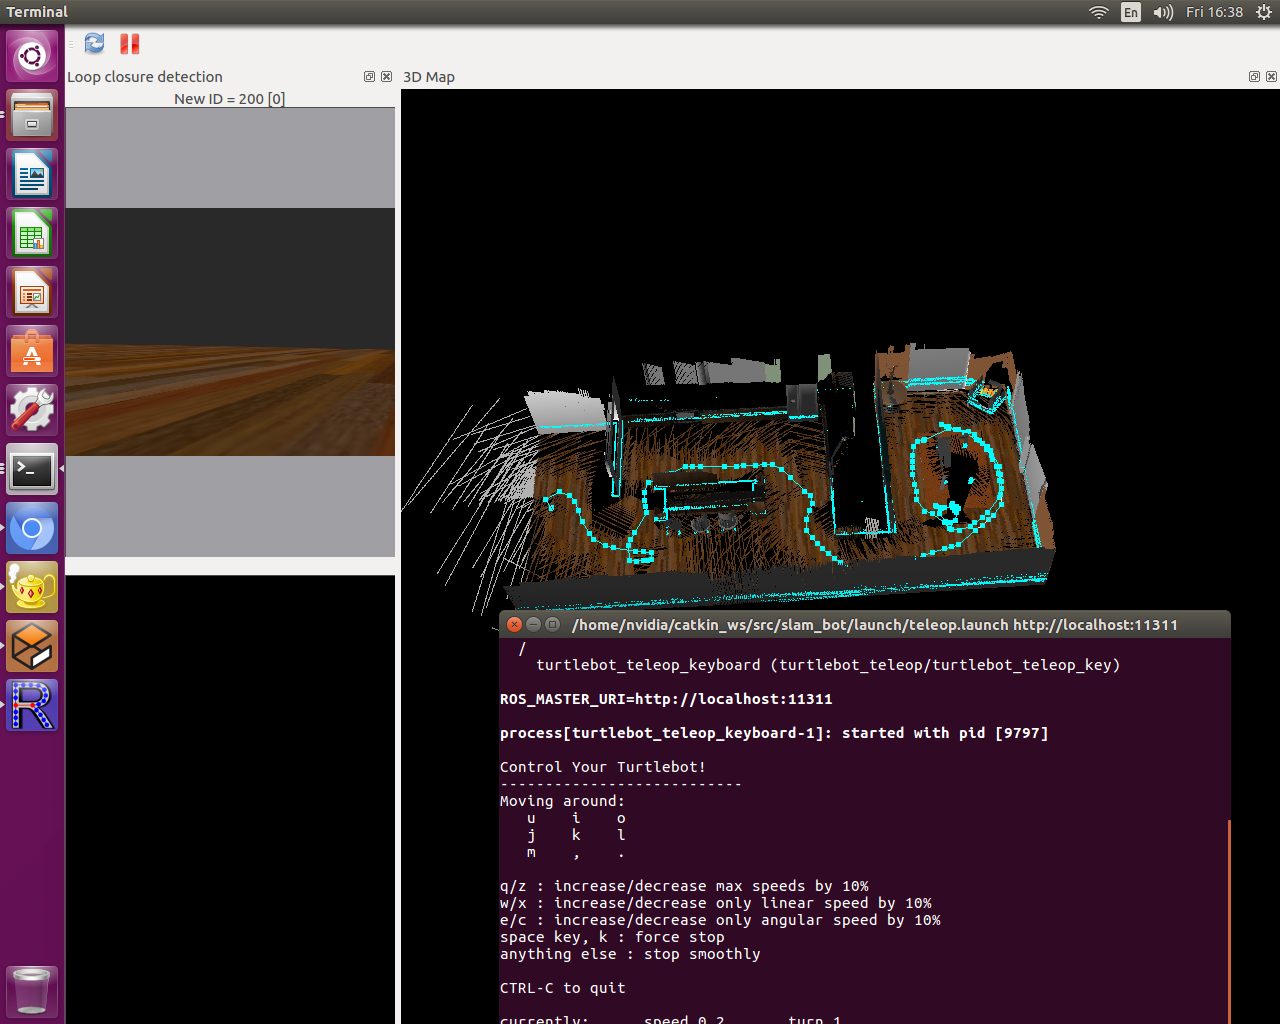 Terminal
En
Fri 16:38
Loop closure detection
3D Map
New ID = 200 [0]
/home/nvidia/catkin_ws/src/slam_bot/launch/teleop.launch http://localhost:11311
/
turtlebot_teleop_keyboard (turtlebot_teleop/turtlebot_teleop_key)
ROS_MASTER_URI=http://localhost:11311
process[turtlebot_teleop_keyboard-1]: started with pid [9797]
Control Your Turtlebot!
---------------------------
Moving around:
u i o
j k l
m , .
q/z : increase/decrease max speeds by 10%
w/x : increase/decrease only linear speed by 10%
e/c : increase/decrease only angular speed by 10%
space key, k : force stop
anything else : stop smoothly
CTRL-C to quit
currently: speed 0.2 turn 1